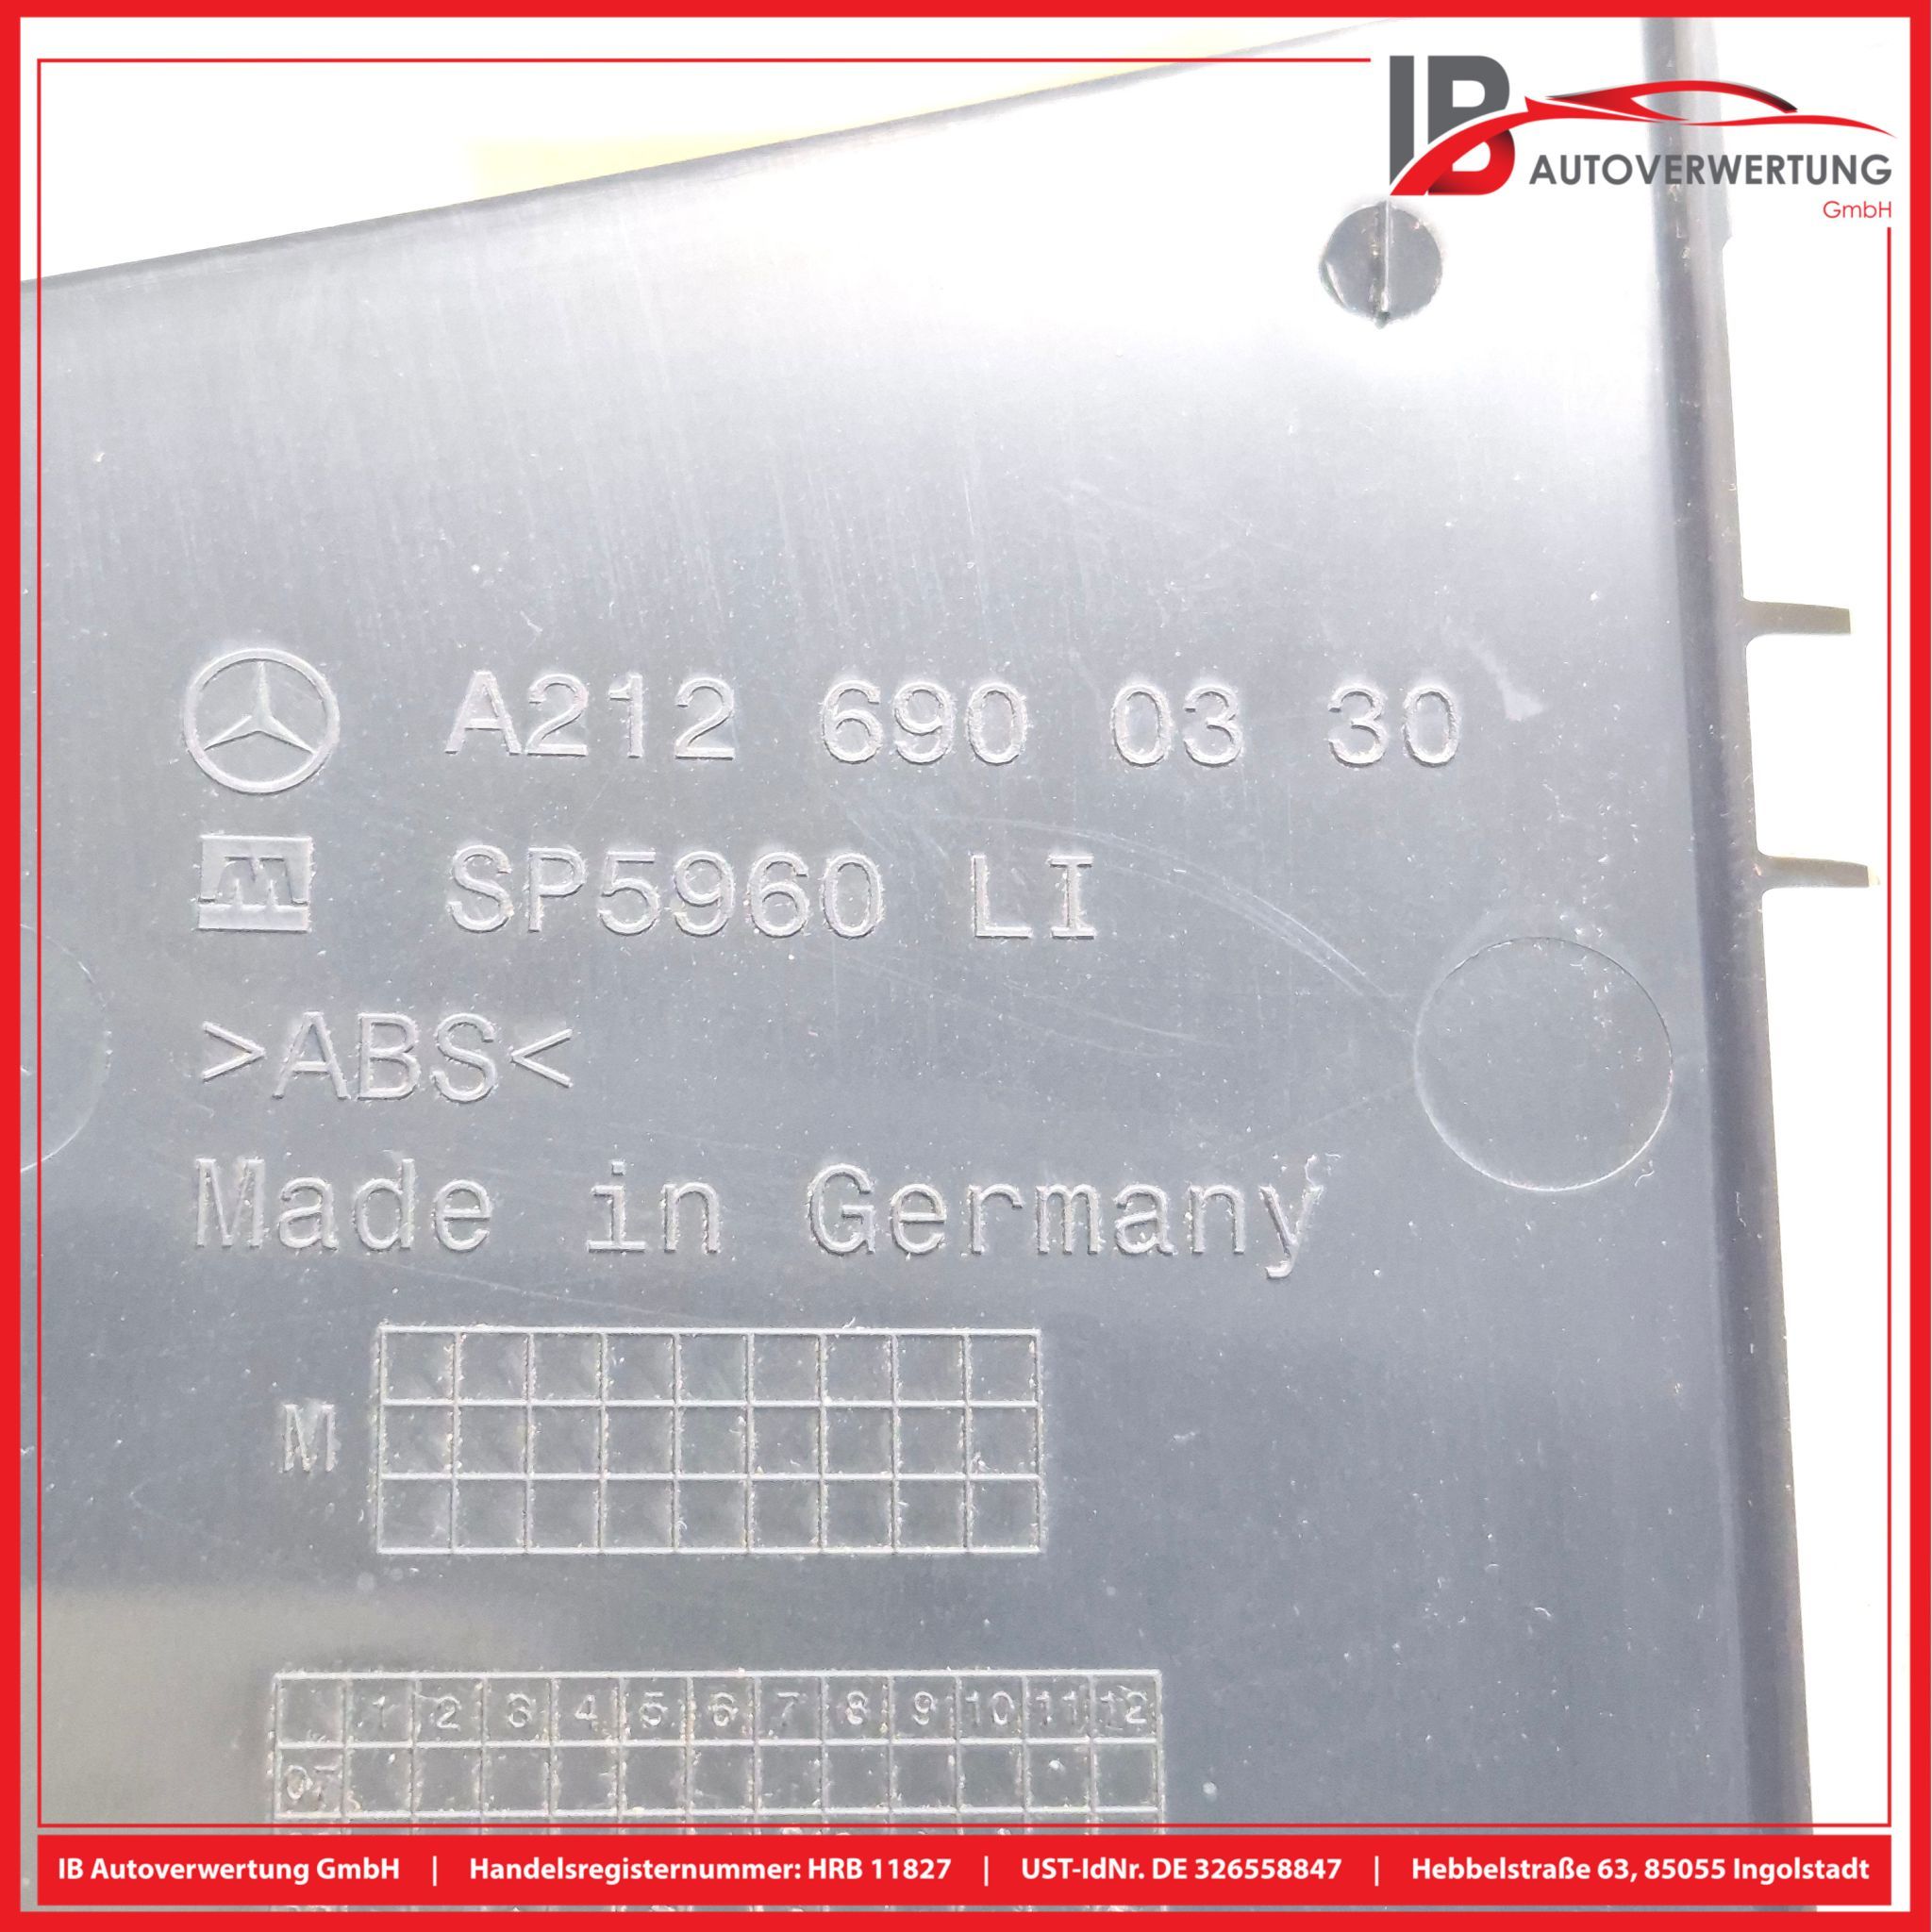 IB AUTOVERWERTUNG
GmbH
A212 690 03 30
SP5960 LI
>ABS<
Made in Germany
M
1 2 3 4 5 6 7 8 9 10 11 12
07
IB Autoverwertung GmbH | Handelsregisternummer: HRB 11827 | UST-IdNr. DE 326558847 | Hebbelstraße 63, 85055 Ingolstadt